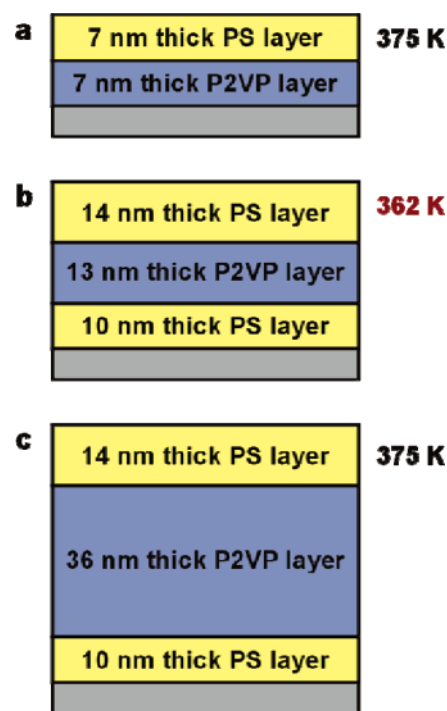 a
7 nm thick PS layer
375 K
7 nm thick P2VP layer
b
14 nm thick PS layer
362 K
13 nm thick P2VP layer
10 nm thick PS layer
c
14 nm thick PS layer
375 K
36 nm thick P2VP layer
10 nm thick PS layer